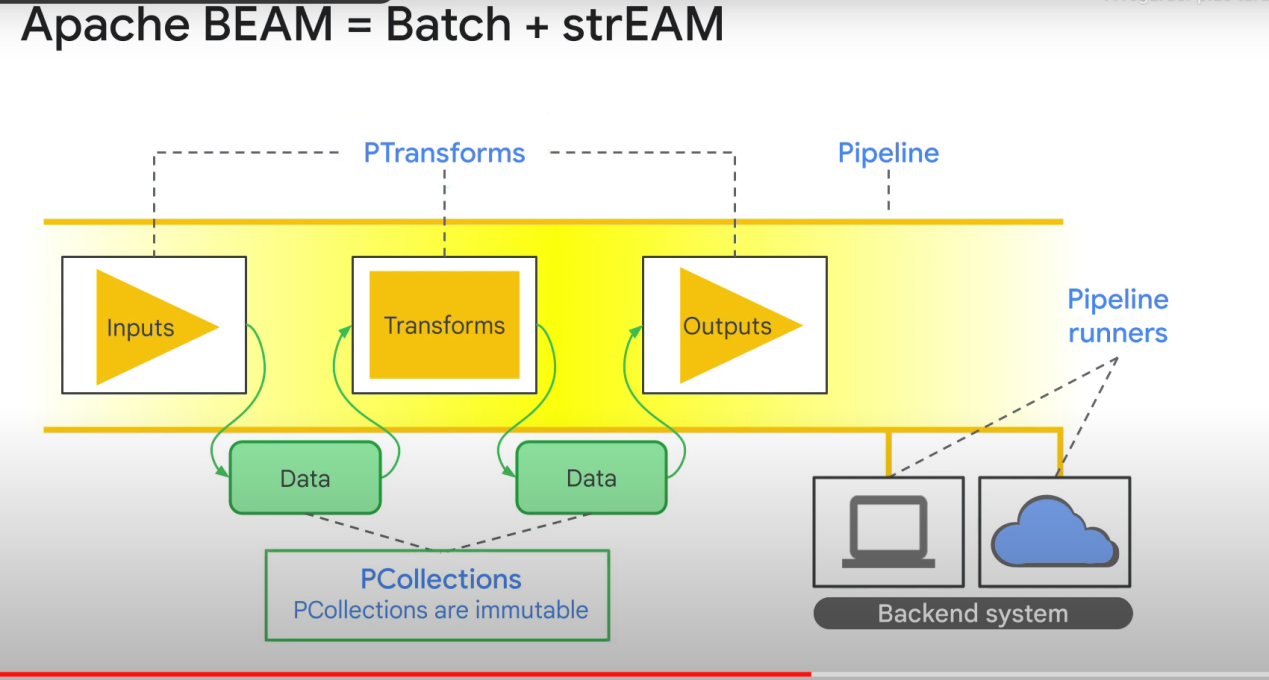 Apache BEAM = Batch + strEAM
PTransforms
Pipeline
Inputs
Transforms
Outputs
Pipeline
runners
Data
Data
PCollections
PCollections are immutable
Backend system